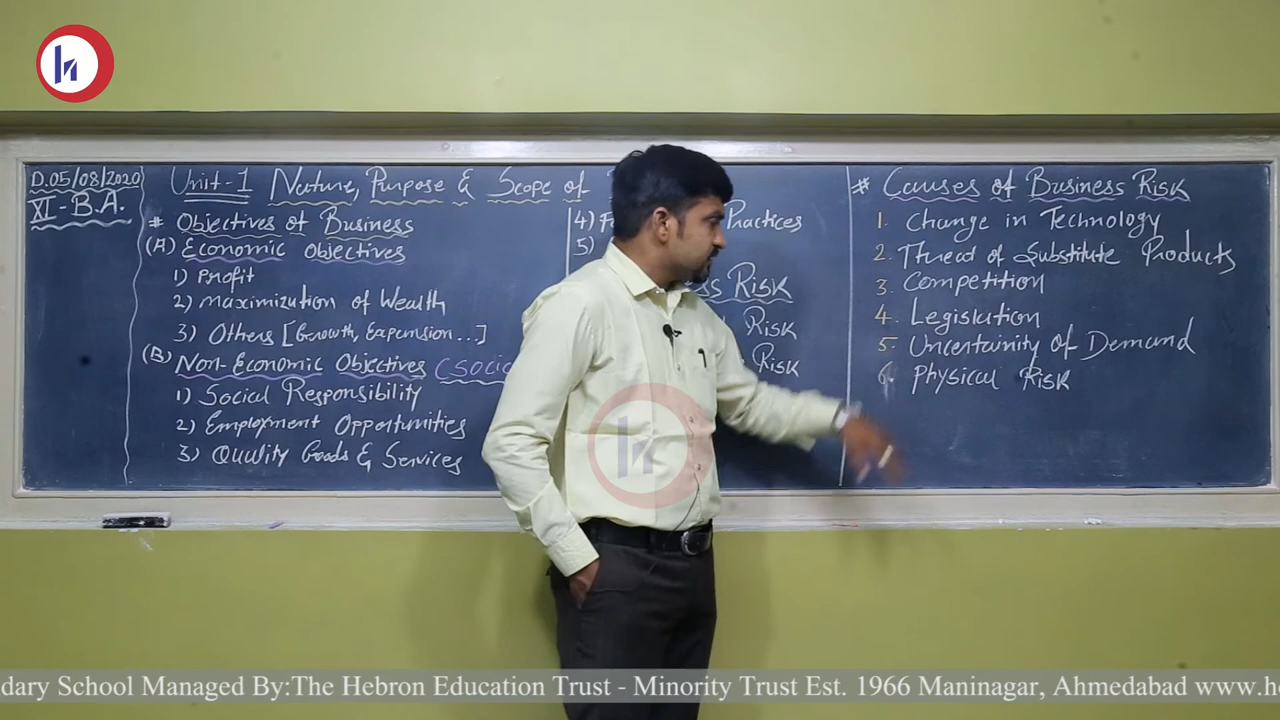 D.05/08/2020
XI - B.A.
Unit-1 Nature, Purpose & Scope of
# Objectives of Business
(A) Economic Objectives
1) Profit
2) Maximization of Wealth
3) Others [Growth, Expansion...]
(B) Non-Economic Objectives (Socia
1) Social Responsibility
2) Employment Opportunities
3) Quality Goods & Services
4) F Practices
5)
ss Risk
Risk
Risk
# Causes of Business Risk
1. Change in Technology
2. Thread of Substitute Products
3. Competition
4. Legislation
5. Uncertainity of Demand
6. Physical Risk
dary School Managed By:The Hebron Education Trust - Minority Trust Est. 1966 Maninagar, Ahmedabad www.he